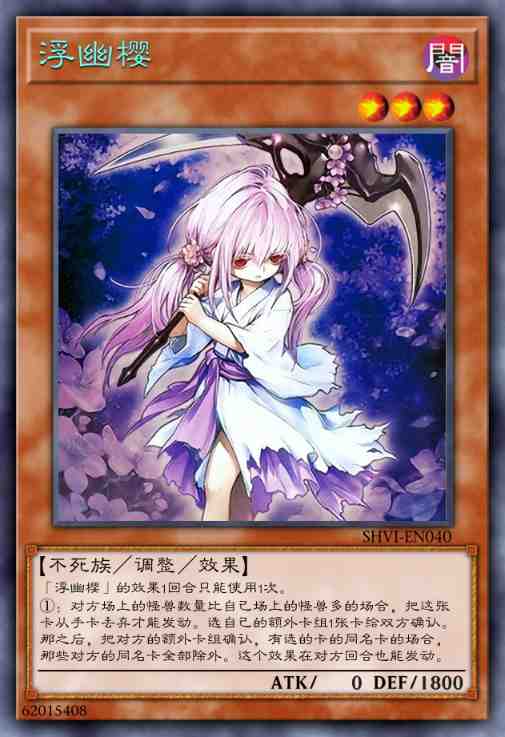 浮幽樱
闇
SHVI-EN040
【不死族／调整／效果】
「浮幽樱」的效果1回合只能使用1次。
①：对方场上的怪兽数量比自己场上的怪兽多的场合，把这张
卡从手卡丢弃才能发动。选自己的额外卡组1张卡给双方确认。
那之后，把对方的额外卡组确认，有选的卡的同名卡的场合，
那些对方的同名卡全部除外。这个效果在对方回合也能发动。
ATK/ 0 DEF/1800
62015408